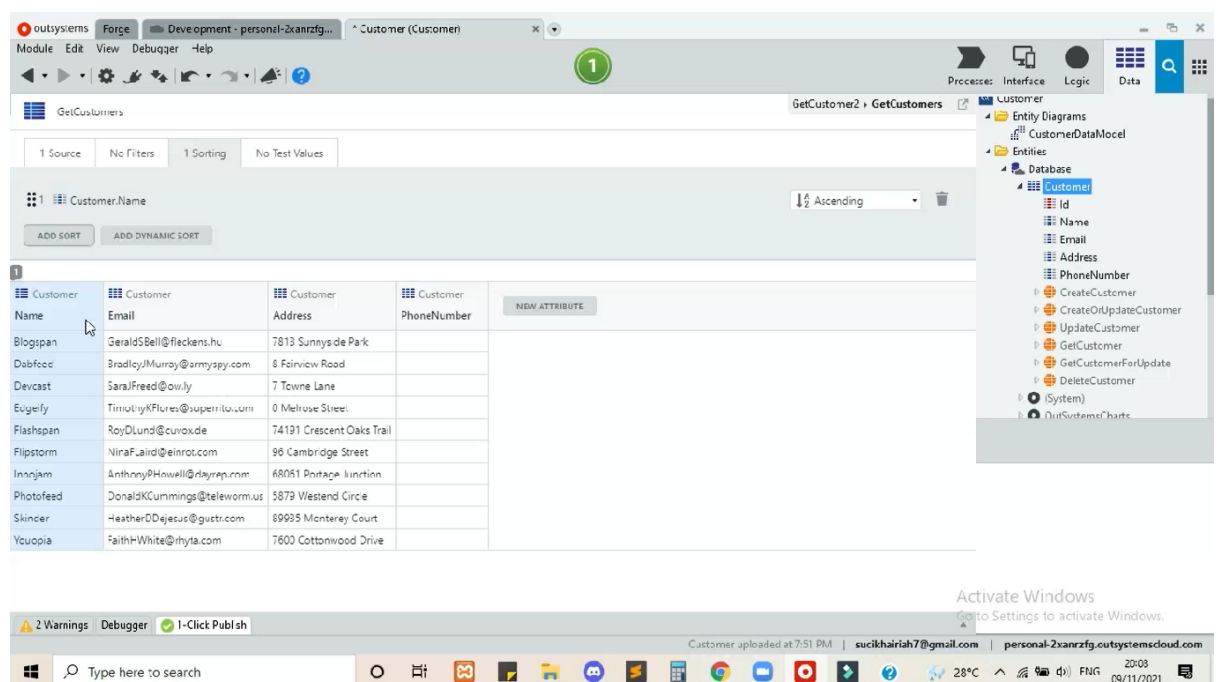 outsystems Forge Development - personal-2xanrzfg... ^ Customer (Customer)
Module Edit View Debugger Help
1
Processes Interface Logic Data
GetCustomers
GetCustomer2 GetCustomers
1 Source No Filters 1 Sorting No Test Values
1 Customer.Name
Ascending
ADD SORT ADD DYNAMIC SORT
1
Customer Customer Customer Customer
Name Email Address PhoneNumber
NEW ATTRIBUTE
Blogspan GeraldSBell@fleckens.hu 7813 Sunnyside Park
Dabfeed BradleyJMurray@armyspy.com 8 Fairview Road
Devcast SaraJFreed@ow.ly 7 Towne Lane
Edgeify TimothyKFlores@superrito.com 0 Melrose Street
Flashspan RoyDLund@cuvox.de 74191 Crescent Oaks Trail
Flipstorm NinaFLaird@einrot.com 96 Cambridge Street
Innojam AnthonyPHowell@dayrep.com 68061 Portage Junction
Photofeed DonaldKCummings@teleworm.us 5879 Westend Circle
Skinder HeatherDDejesus@gustr.com 89935 Monterey Court
Youopia FaithHWhite@rhyta.com 7600 Cottonwood Drive
Customer
Entity Diagrams
CustomerDataModel
Entities
Database
Customer
Id
Name
Email
Address
PhoneNumber
CreateCustomer
CreateOrUpdateCustomer
UpdateCustomer
GetCustomer
GetCustomerForUpdate
DeleteCustomer
(System)
OutSystemsCharts
Activate Windows
Go to Settings to activate Windows.
2 Warnings Debugger 1-Click Publish
Customer uploaded at 7:51 PM | sucikhairiah7@gmail.com | personal-2xanrzfg.outsystemscloud.com
Type here to search
28°C ENG 20:08
09/11/2021